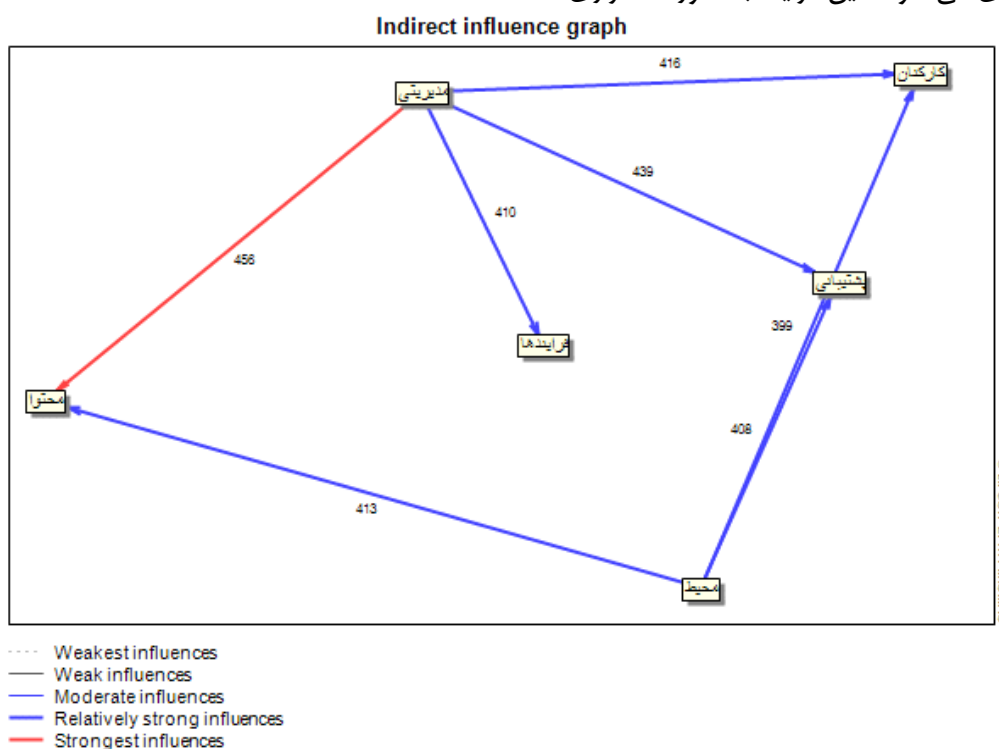 Indirect influence graph
416
کارکنان
مدیریتی
439
410
456
پشتیبانی
399
فرایندها
محتوا
408
413
محیط
Weakest influences
Weak influences
Moderate influences
Relatively strong influences
Strongest influences